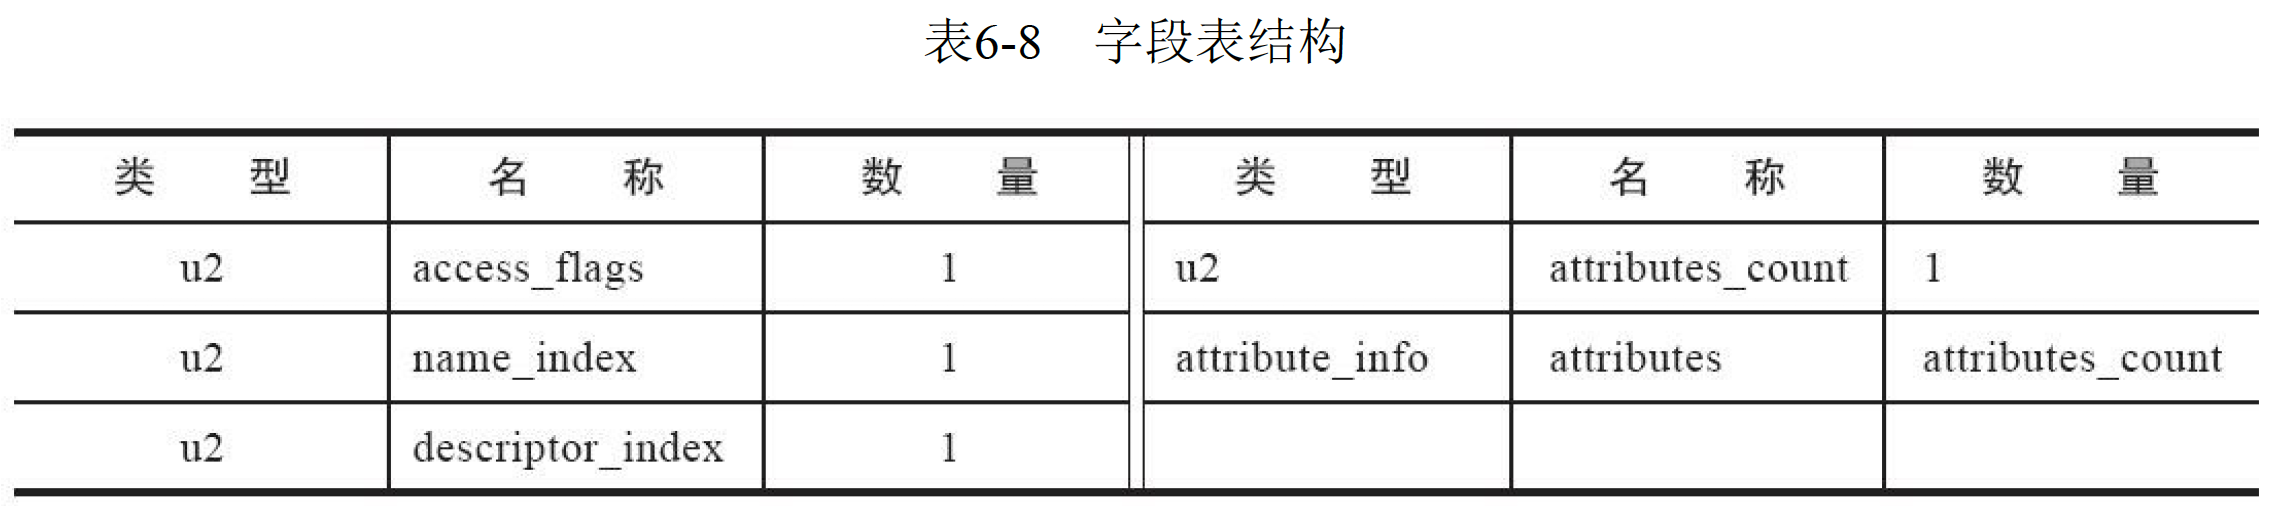 表6-8 字段表结构
类型 名称 数量 类型 名称 数量
u2 access_flags 1 u2 attributes_count 1
u2 name_index 1 attribute_info attributes attributes_count
u2 descriptor_index 1